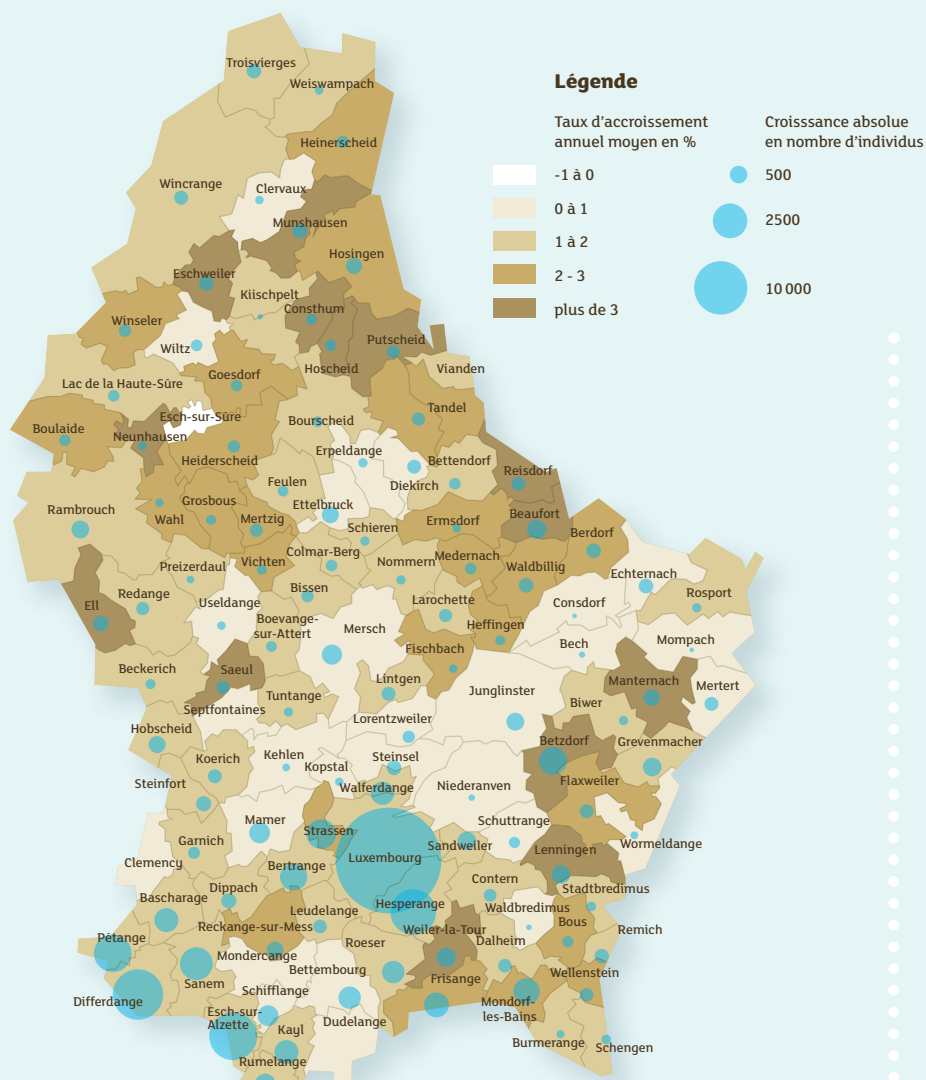 Légende
Taux d'accroissement
annuel moyen en %
-1 à 0
0 à 1
1 à 2
2 - 3
plus de 3
Croisssance absolue
en nombre d'individus
500
2500
10 000
Troisvierges
Weiswampach
Heinerscheid
Wincrange
Clervaux
Munshausen
Hosingen
Eschweiler
Kiischpelt
Consthum
Winseler
Wiltz
Putscheid
Hoscheid
Vianden
Goesdorf
Lac de la Haute-Sûre
Tandel
Esch-sur-Sûre
Bourscheid
Boulaide
Neunhausen
Erpeldange
Heiderscheid
Bettendorf
Reisdorf
Feulen
Diekirch
Grosbous
Rambrouch
Ettelbruck
Wahl
Mertzig
Ermsdorf
Beaufort
Schieren
Berdorf
Colmar-Berg
Medernach
Preizerdaul
Vichten
Nommern
Waldbillig
Echternach
Bissen
Redange
Rosport
Ell
Useldange
Larochette
Consdorf
Boevange-
sur-Attert
Mersch
Heffingen
Mompach
Fischbach
Bech
Beckerich
Saeul
Lintgen
Manternach
Mertert
Tuntange
Junglinster
Biwer
Septfontaines
Lorentzweiler
Hobscheid
Betzdorf
Grevenmacher
Koerich
Kehlen
Steinsel
Kopstal
Steinfort
Walferdange
Niederanven
Flaxweiler
Mamer
Schuttrange
Strassen
Garnich
Sandweiler
Lenningen
Wormeldange
Luxembourg
Clemency
Bertrange
Contern
Dippach
Stadtbredimus
Bascharage
Hesperange
Waldbredimus
Leudelange
Bous
Reckange-sur-Mess
Weiler-la-Tour
Remich
Pétange
Roeser
Dalheim
Mondercange
Bettembourg
Wellenstein
Sanem
Frisange
Schifflange
Differdange
Mondorf-
les-Bains
Esch-sur-
Alzette
Dudelange
Kayl
Burmerange
Schengen
Rumelange